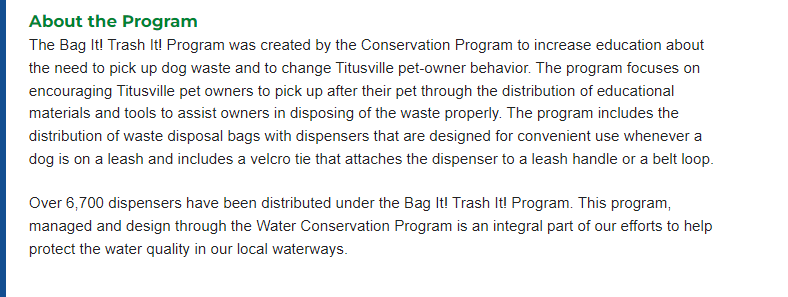 About the Program
The Bag It! Trash It! Program was created by the Conservation Program to increase education about
the need to pick up dog waste and to change Titusville pet-owner behavior. The program focuses on
encouraging Titusville pet owners to pick up after their pet through the distribution of educational
materials and tools to assist owners in disposing of the waste properly. The program includes the
distribution of waste disposal bags with dispensers that are designed for convenient use whenever a
dog is on a leash and includes a velcro tie that attaches the dispenser to a leash handle or a belt loop.
Over 6,700 dispensers have been distributed under the Bag It! Trash It! Program. This program,
managed and design through the Water Conservation Program is an integral part of our efforts to help
protect the water quality in our local waterways.